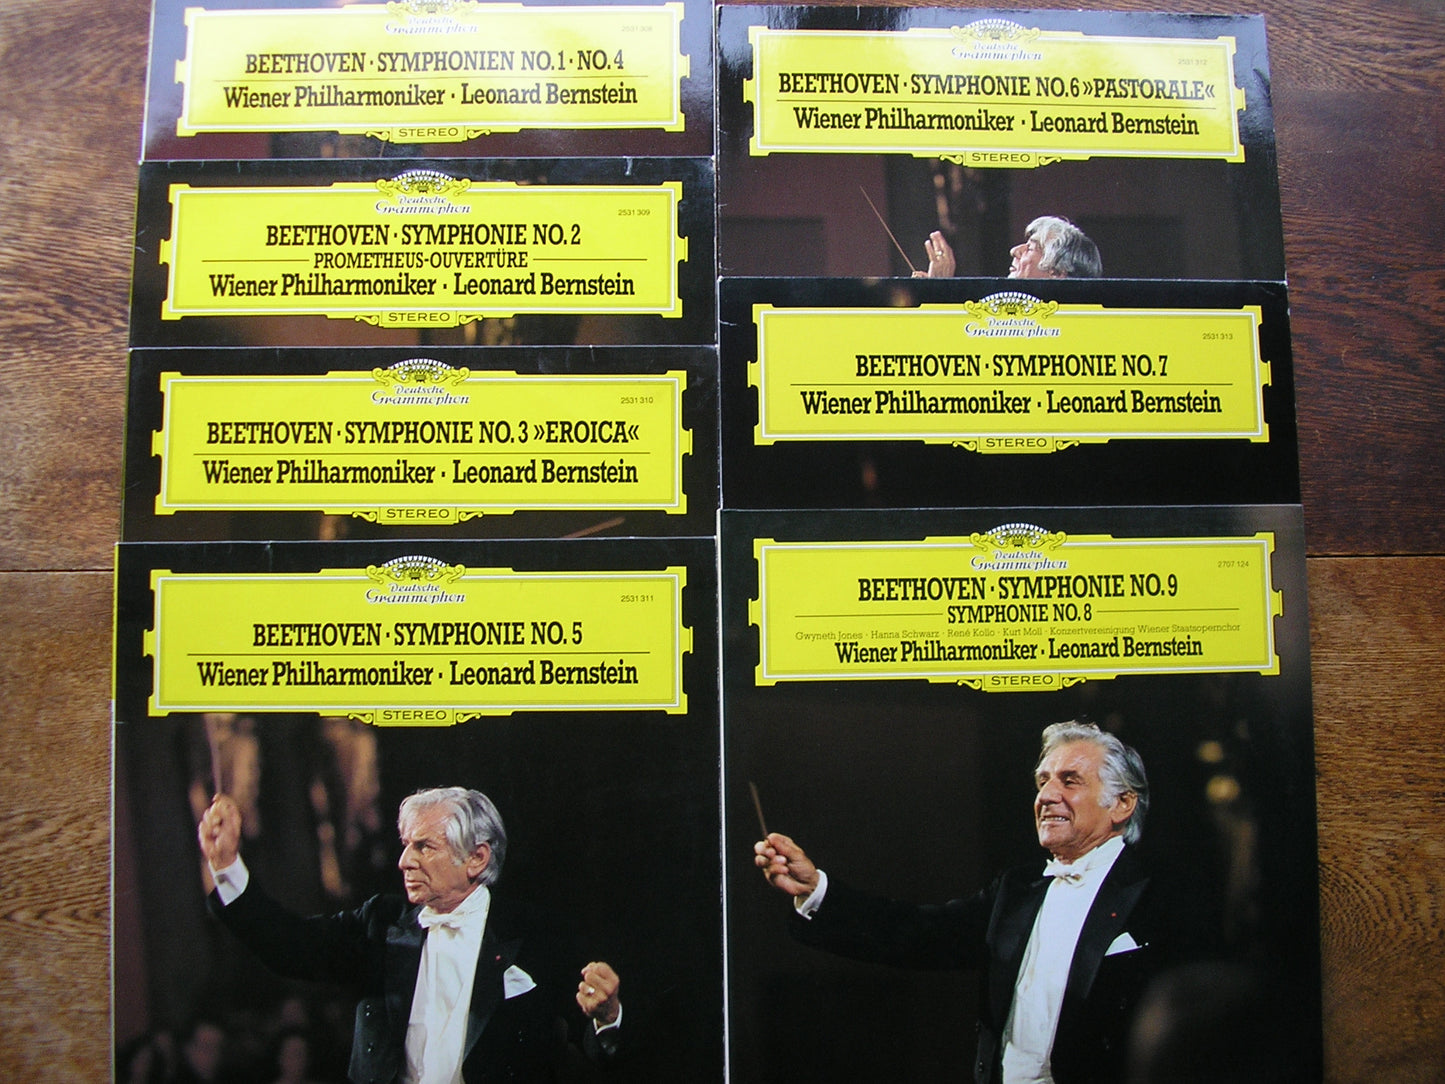 Deutsche
Grammophon
2531 308
BEETHOVEN · SYMPHONIEN NO. 1 · NO. 4
Wiener Philharmoniker · Leonard Bernstein
STEREO
Deutsche
Grammophon
2531 309
BEETHOVEN · SYMPHONIE NO. 2
PROMETHEUS-OUVERTÜRE
Wiener Philharmoniker · Leonard Bernstein
STEREO
Deutsche
Grammophon
2531 310
BEETHOVEN · SYMPHONIE NO. 3 »EROICA«
Wiener Philharmoniker · Leonard Bernstein
STEREO
Deutsche
Grammophon
2531 311
BEETHOVEN · SYMPHONIE NO. 5
Wiener Philharmoniker · Leonard Bernstein
STEREO
Deutsche
Grammophon
2531 312
BEETHOVEN · SYMPHONIE NO. 6 »PASTORALE«
Wiener Philharmoniker · Leonard Bernstein
STEREO
Deutsche
Grammophon
2531 313
BEETHOVEN · SYMPHONIE NO. 7
Wiener Philharmoniker · Leonard Bernstein
STEREO
Deutsche
Grammophon
2707 124
BEETHOVEN · SYMPHONIE NO. 9
SYMPHONIE NO. 8
Gwyneth Jones · Hanna Schwarz · René Kollo · Kurt Moll · Konzertvereinigung Wiener Staatsopernchor
Wiener Philharmoniker · Leonard Bernstein
STEREO